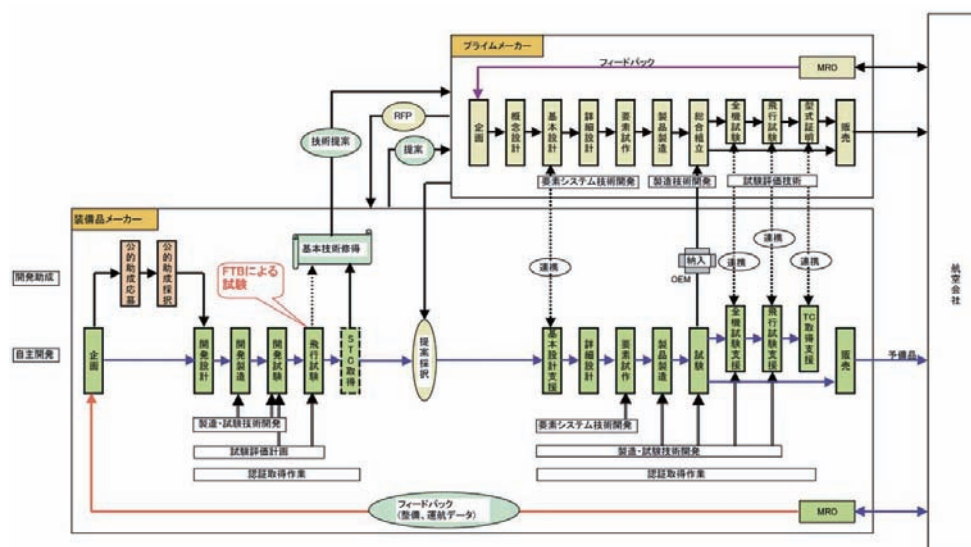 プライムメーカー
フィードバック
MRO
RFP
技術提案
提案
企画
概念設計
基本設計
詳細設計
要素試作
製品製造
総合組立
全機試験
飛行試験
型式証明
販売
要素システム技術開発
製造技術開発
試験評価技術
航空会社
装備品メーカー
開発助成
自主開発
公的助成応募
公的助成採択
基本技術修得
FTBによる
試験
連携
納入
OEM
連携
連携
連携
企画
開発設計
開発製造
開発試験
飛行試験
STC取得
提案採択
基本設計支援
詳細設計
要素試作
製品製造
試験
全機試験支援
飛行試験支援
TC取得支援
販売
予備品
製造・試験技術開発
試験評価計画
認証取得作業
要素システム技術開発
製造・試験技術開発
認証取得作業
フィードバック
(整備、運航データ)
MRO